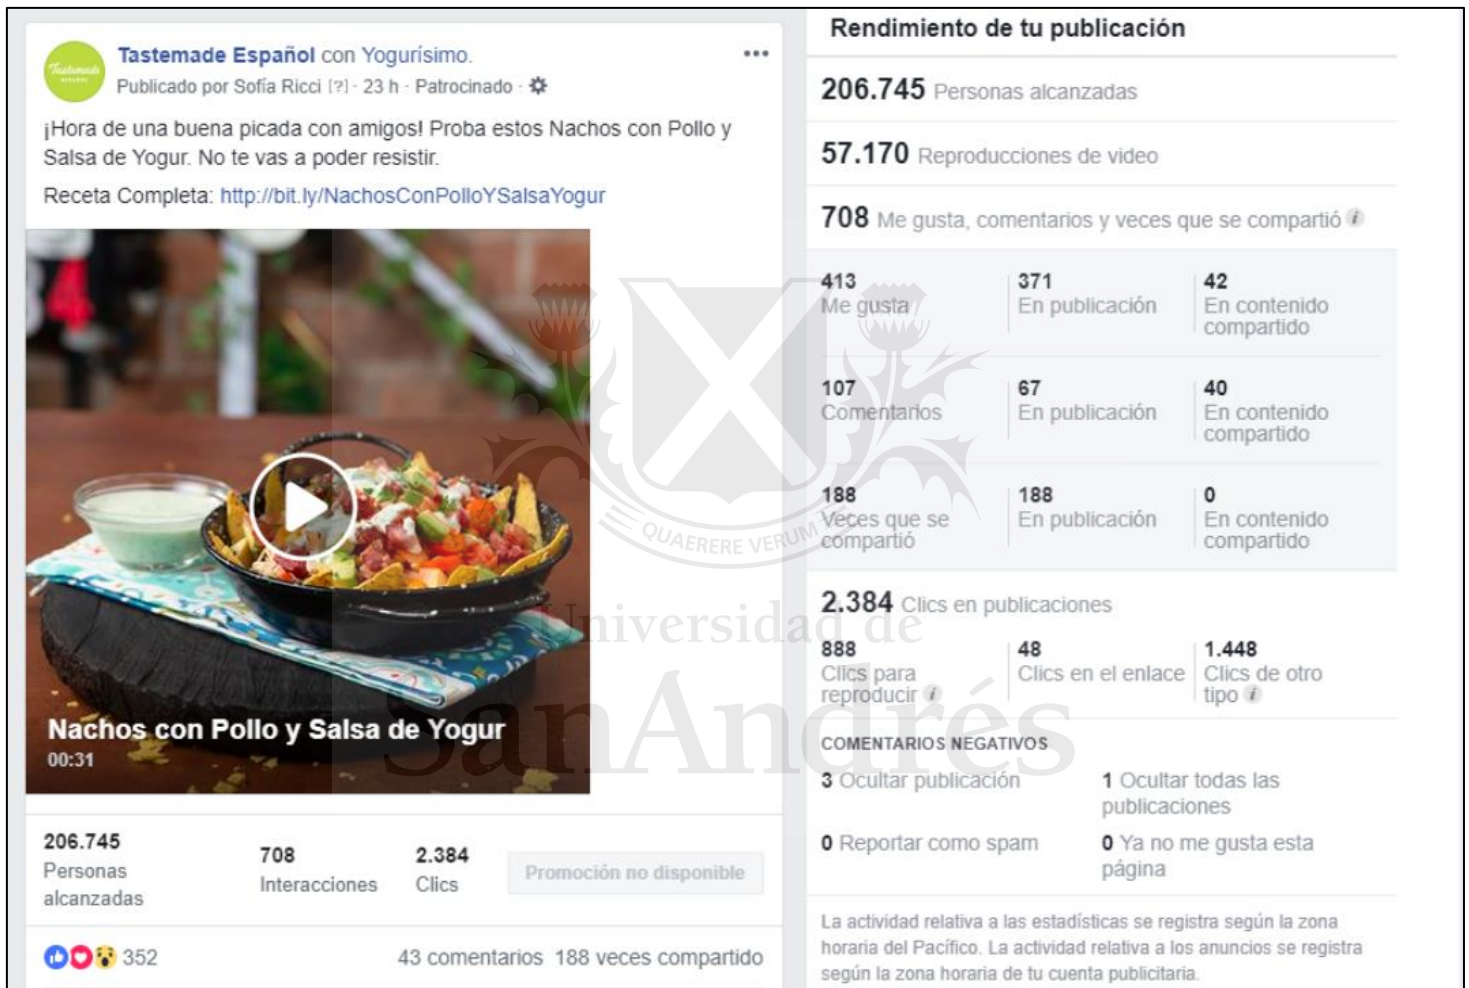 Tastemade Español con Yogurísimo.
Publicado por Sofía Ricci [?] · 23 h · Patrocinado ·
¡Hora de una buena picada con amigos! Proba estos Nachos con Pollo y
Salsa de Yogur. No te vas a poder resistir.
Receta Completa: http://bit.ly/NachosConPolloYSalsaYogur
Tastemade
Nachos con Pollo y Salsa de Yogur
00:31
206.745
Personas
alcanzadas
708
Interacciones
2.384
Clics
Promoción no disponible
352
43 comentarios 188 veces compartido
Rendimiento de tu publicación
206.745 Personas alcanzadas
57.170 Reproducciones de video
708 Me gusta, comentarios y veces que se compartió i
413
Me gusta
371
En publicación
42
En contenido
compartido
107
Comentarios
67
En publicación
40
En contenido
compartido
188
Veces que se
compartió
188
En publicación
0
En contenido
compartido
2.384 Clics en publicaciones
888
Clics para
reproducir i
48
Clics en el enlace
1.448
Clics de otro
tipo i
COMENTARIOS NEGATIVOS
3 Ocultar publicación
1 Ocultar todas las
publicaciones
0 Reportar como spam
0 Ya no me gusta esta
página
La actividad relativa a las estadísticas se registra según la zona
horaria del Pacífico. La actividad relativa a los anuncios se registra
según la zona horaria de tu cuenta publicitaria.
QUAERERE VERUM
Universidad de
SanAndrés